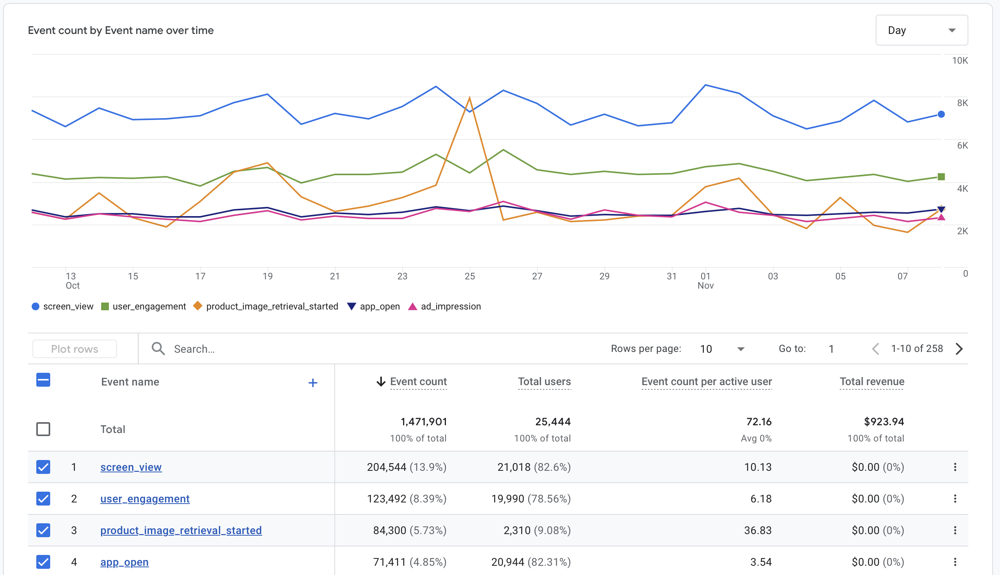 Event count by Event name over time
Day
10K
8K
6K
4K
2K
0
13 15 17 19 21 23 25 27 29 31 01 03 05 07
Oct Nov
screen_view user_engagement product_image_retrieval_started app_open ad_impression
Plot rows Search… Rows per page: 10 Go to: 1 1-10 of 258
Event name + Event count Total users Event count per active user Total revenue
Total 1,471,901 25,444 72.16 $923.94
100% of total 100% of total Avg 0% 100% of total
1 screen_view 204,544 (13.9%) 21,018 (82.6%) 10.13 $0.00 (0%)
2 user_engagement 123,492 (8.39%) 19,990 (78.56%) 6.18 $0.00 (0%)
3 product_image_retrieval_started 84,300 (5.73%) 2,310 (9.08%) 36.83 $0.00 (0%)
4 app_open 71,411 (4.85%) 20,944 (82.31%) 3.54 $0.00 (0%)